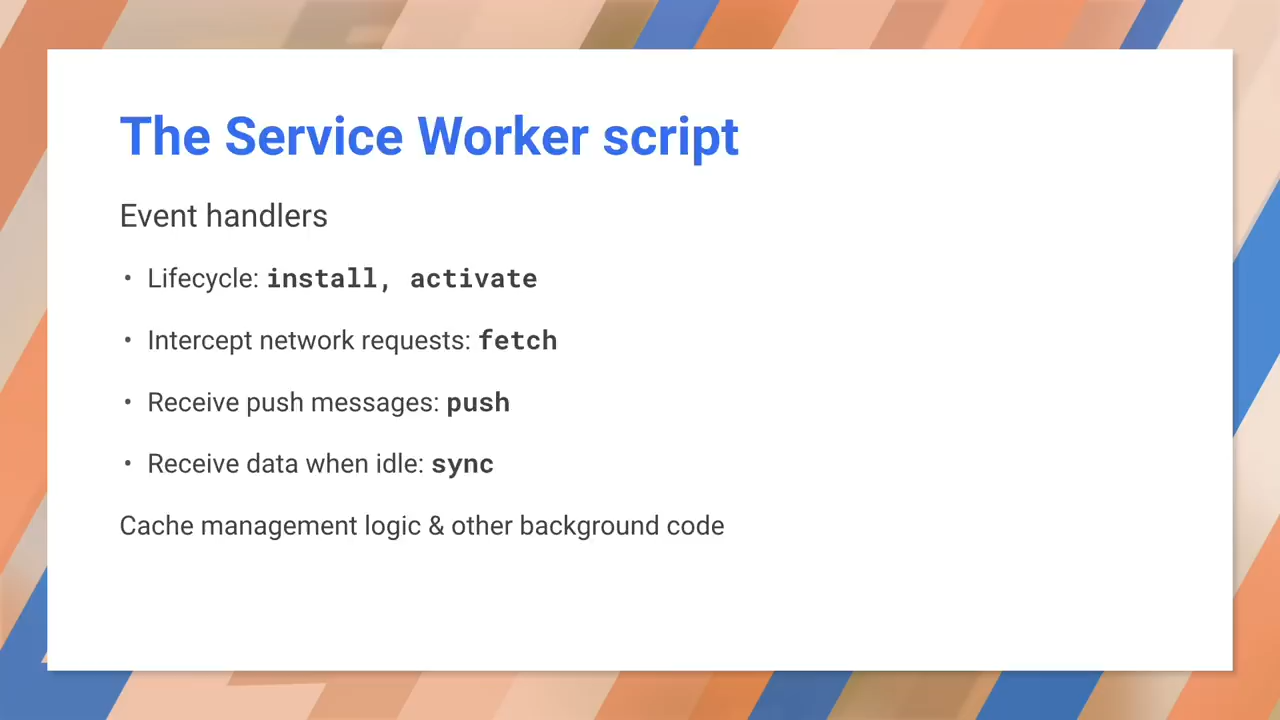 The Service Worker script
Event handlers
• Lifecycle: install, activate
• Intercept network requests: fetch
• Receive push messages: push
• Receive data when idle: sync
Cache management logic & other background code